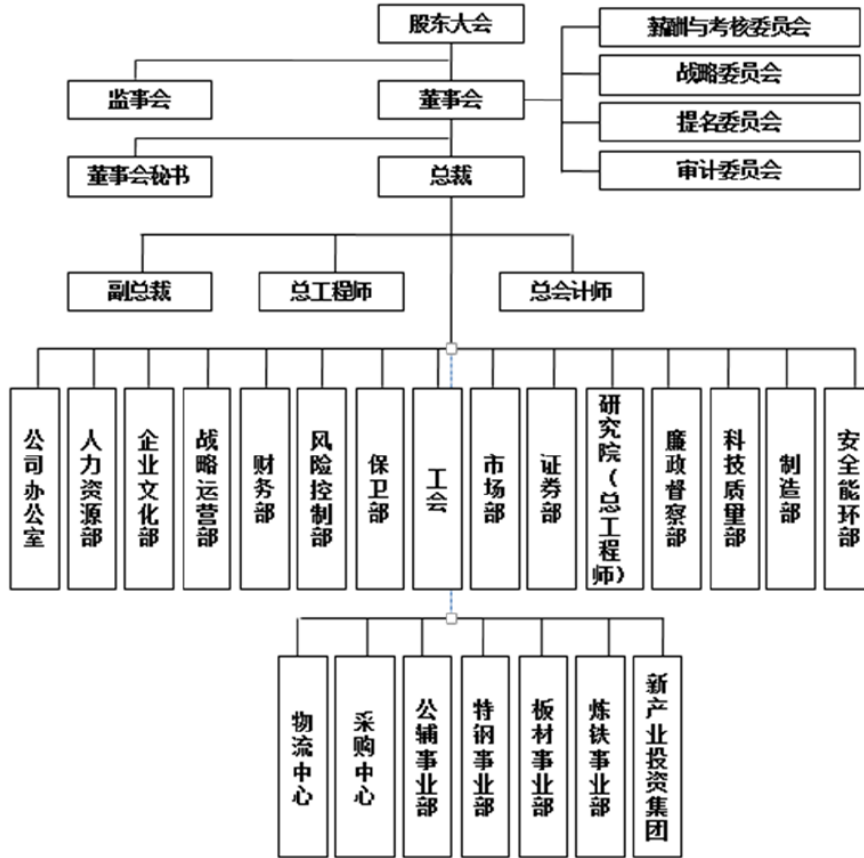 股东大会
薪酬与考核委员会
监事会
董事会
战略委员会
提名委员会
董事会秘书
总裁
审计委员会
副总裁
总工程师
总会计师
公司办公室
人力资源部
企业文化部
战略运营部
财务部
风险控制部
保卫部
工会
市场部
证券部
研究院（总工程师）
廉政督察部
科技质量部
制造部
安全能环部
物流中心
采购中心
公辅事业部
特钢事业部
板材事业部
炼铁事业部
新产业投资集团